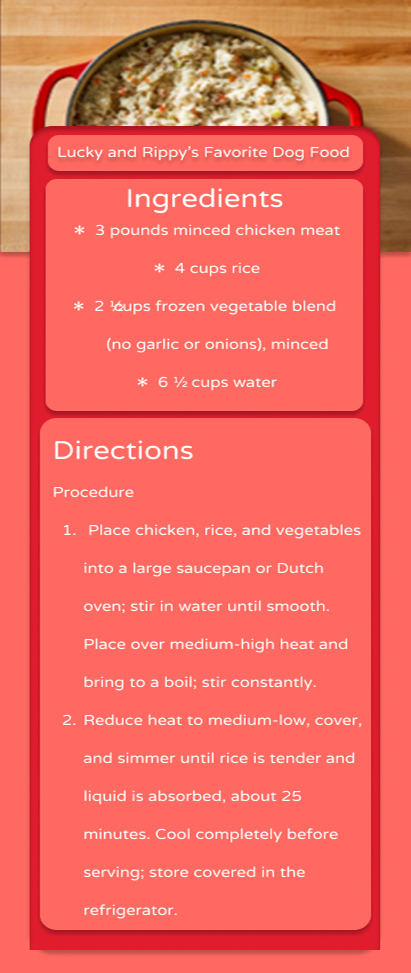 Lucky and Rippy's Favorite Dog Food
Ingredients
* 3 pounds minced chicken meat
* 4 cups rice
* 2 ½cups frozen vegetable blend
(no garlic or onions), minced
* 6 ½ cups water
Directions
Procedure
1. Place chicken, rice, and vegetables
into a large saucepan or Dutch
oven; stir in water until smooth.
Place over medium-high heat and
bring to a boil; stir constantly.
2. Reduce heat to medium-low, cover,
and simmer until rice is tender and
liquid is absorbed, about 25
minutes. Cool completely before
serving; store covered in the
refrigerator.